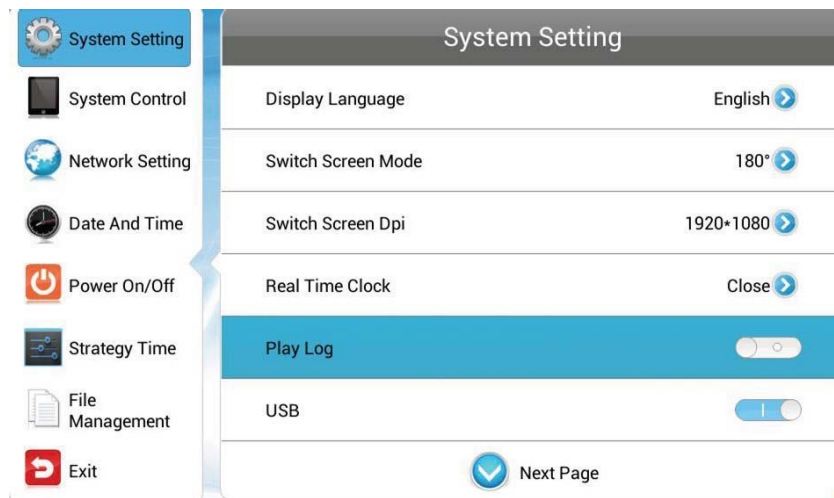 System Setting
System Control
Network Setting
Date And Time
Power On/Off
Strategy Time
File
Management
Exit
System Setting
Display Language English
Switch Screen Mode 180°
Switch Screen Dpi 1920*1080
Real Time Clock Close
Play Log
USB
Next Page